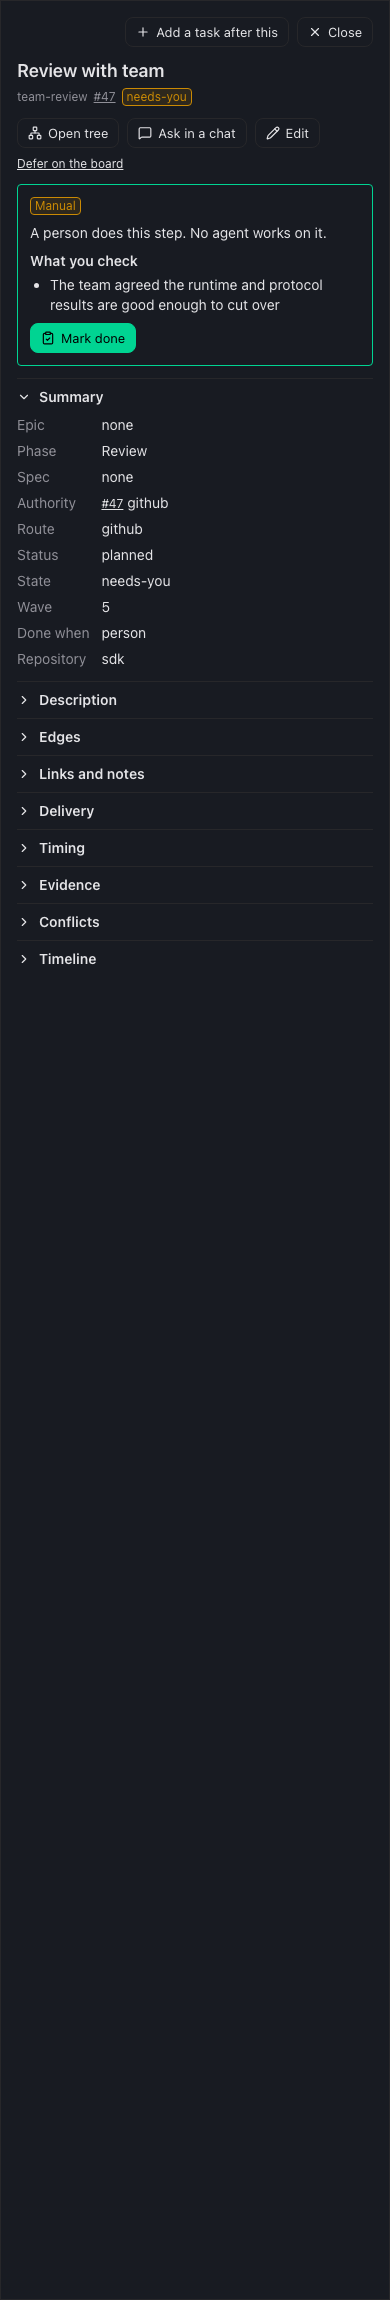 Add a task after this
Close
Review with team
team-review #47 needs-you
Open tree
Ask in a chat
Edit
Defer on the board
Manual
A person does this step. No agent works on it.
What you check
The team agreed the runtime and protocol
results are good enough to cut over
Mark done
Summary
Epic none
Phase Review
Spec none
Authority #47 github
Route github
Status planned
State needs-you
Wave 5
Done when person
Repository sdk
Description
Edges
Links and notes
Delivery
Timing
Evidence
Conflicts
Timeline